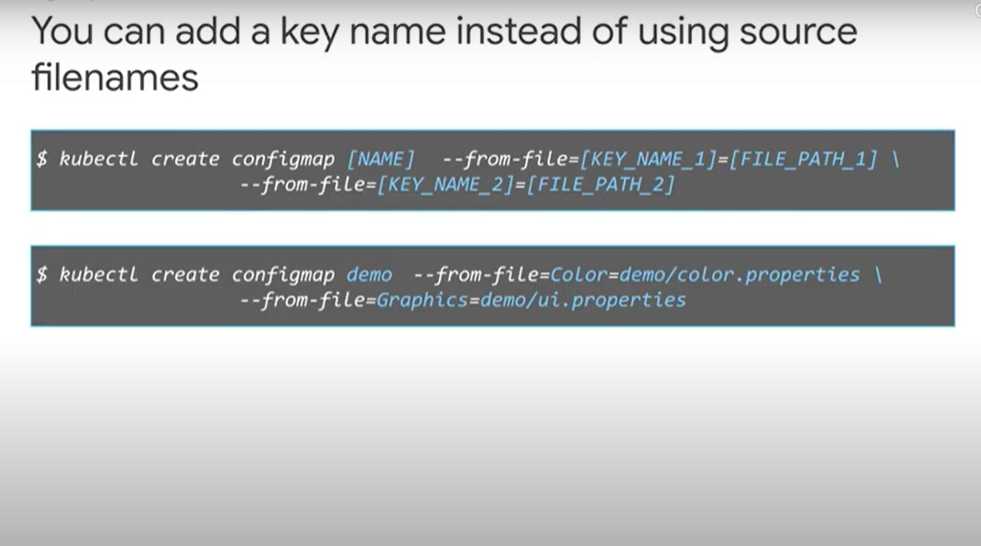 You can add a key name instead of using source
filenames
$ kubectl create configmap [NAME]  --from-file=[KEY_NAME_1]=[FILE_PATH_1] \
--from-file=[KEY_NAME_2]=[FILE_PATH_2]
$ kubectl create configmap demo  --from-file=Color=demo/color.properties \
--from-file=Graphics=demo/ui.properties